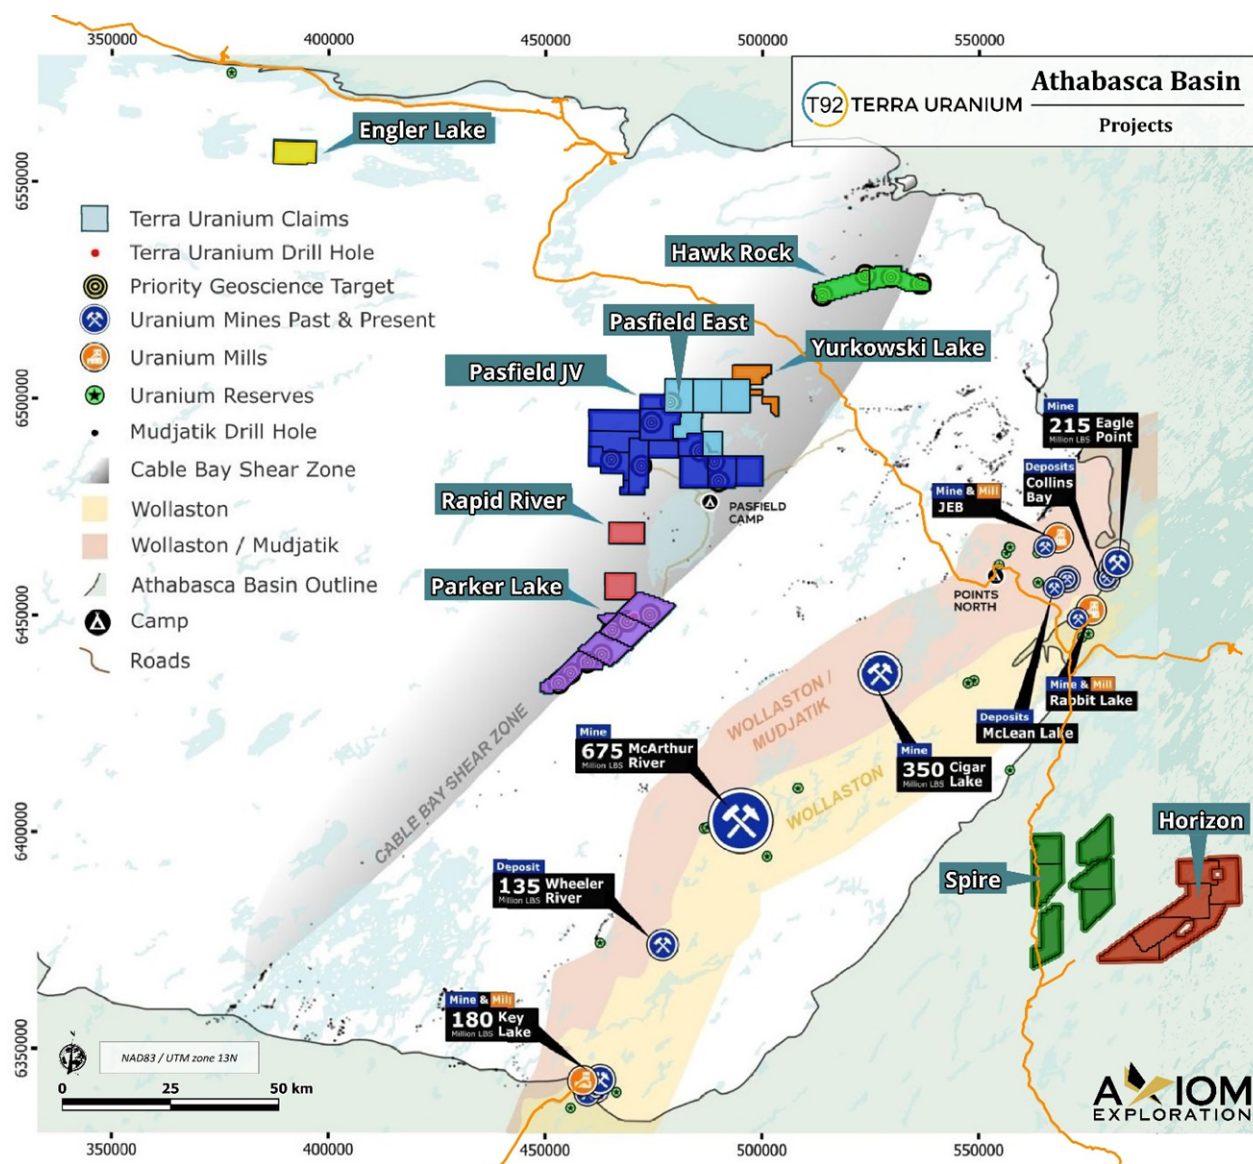 350000
400000
450000
500000
550000
T92 TERRA URANIUM
Athabasca Basin
Projects
Engler Lake
6550000
6500000
6450000
6400000
6350000
Terra Uranium Claims
Terra Uranium Drill Hole
Priority Geoscience Target
Uranium Mines Past & Present
Uranium Mills
Uranium Reserves
Mudjatik Drill Hole
Cable Bay Shear Zone
Wollaston
Wollaston / Mudjatik
Athabasca Basin Outline
Camp
Roads
Hawk Rock
Pasfield East
Yurkowski Lake
Pasfield JV
Rapid River
PASFIELD
CAMP
Parker Lake
Mine
215 Eagle
Million LBS Point
Deposits
Collins
Bay
Mine & Mill
JEB
POINTS
NORTH
Mine & Mill
Rabbit Lake
Deposits
McLean Lake
WOLLASTON /
MUDJATIK
WOLLASTON
CABLE BAY SHEAR ZONE
Mine
675 McArthur
Million LBS River
Mine
350 Cigar
Million LBS Lake
Deposit
135 Wheeler
Million LBS River
Mine & Mill
180 Key
Million LBS Lake
Spire
Horizon
NAD83 / UTM zone 13N
0 25 50 km
AXIOM
EXPLORATION
350000
400000
450000
500000
550000